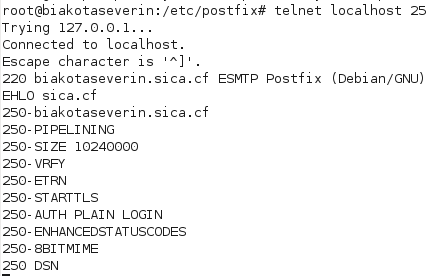 root@biakotaseverin:/etc/postfix# telnet localhost 25
Trying 127.0.0.1...
Connected to localhost.
Escape character is '^]'.
220 biakotaseverin.sica.cf ESMTP Postfix (Debian/GNU)
EHLO sica.cf
250-biakotaseverin.sica.cf
250-PIPELINING
250-SIZE 10240000
250-VRFY
250-ETRN
250-STARTTLS
250-AUTH PLAIN LOGIN
250-ENHANCEDSTATUSCODES
250-8BITMIME
250 DSN